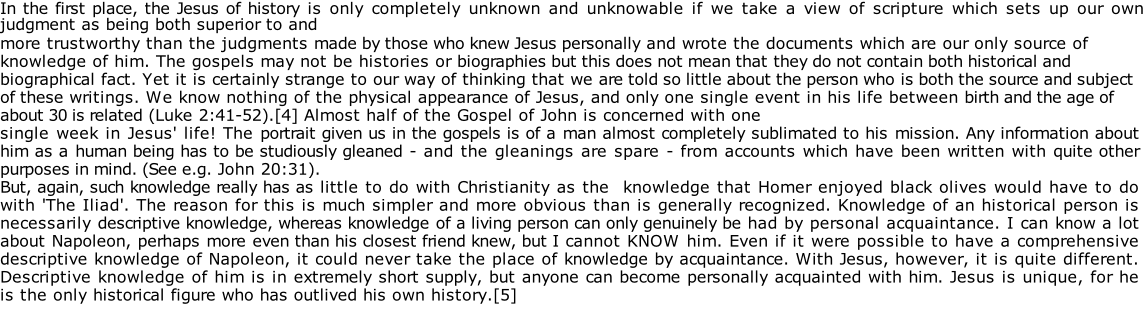 In the first place, the Jesus of history is only completely unknown and unknowable if we take a view of scripture which sets up our own
judgment as being both superior to and
more trustworthy than the judgments made by those who knew Jesus personally and wrote the documents which are our only source of
knowledge of him. The gospels may not be histories or biographies but this does not mean that they do not contain both historical and
biographical fact. Yet it is certainly strange to our way of thinking that we are told so little about the person who is both the source and subject
of these writings. We know nothing of the physical appearance of Jesus, and only one single event in his life between birth and the age of
about 30 is related (Luke 2:41-52).[4] Almost half of the Gospel of John is concerned with one
single week in Jesus' life! The portrait given us in the gospels is of a man almost completely sublimated to his mission. Any information about
him as a human being has to be studiously gleaned - and the gleanings are spare - from accounts which have been written with quite other
purposes in mind. (See e.g. John 20:31).
But, again, such knowledge really has as little to do with Christianity as the  knowledge that Homer enjoyed black olives would have to do
with 'The Iliad'. The reason for this is much simpler and more obvious than is generally recognized. Knowledge of an historical person is
necessarily descriptive knowledge, whereas knowledge of a living person can only genuinely be had by personal acquaintance. I can know a lot
about Napoleon, perhaps more even than his closest friend knew, but I cannot KNOW him. Even if it were possible to have a comprehensive
descriptive knowledge of Napoleon, it could never take the place of knowledge by acquaintance. With Jesus, however, it is quite different.
Descriptive knowledge of him is in extremely short supply, but anyone can become personally acquainted with him. Jesus is unique, for he
is the only historical figure who has outlived his own history.[5]